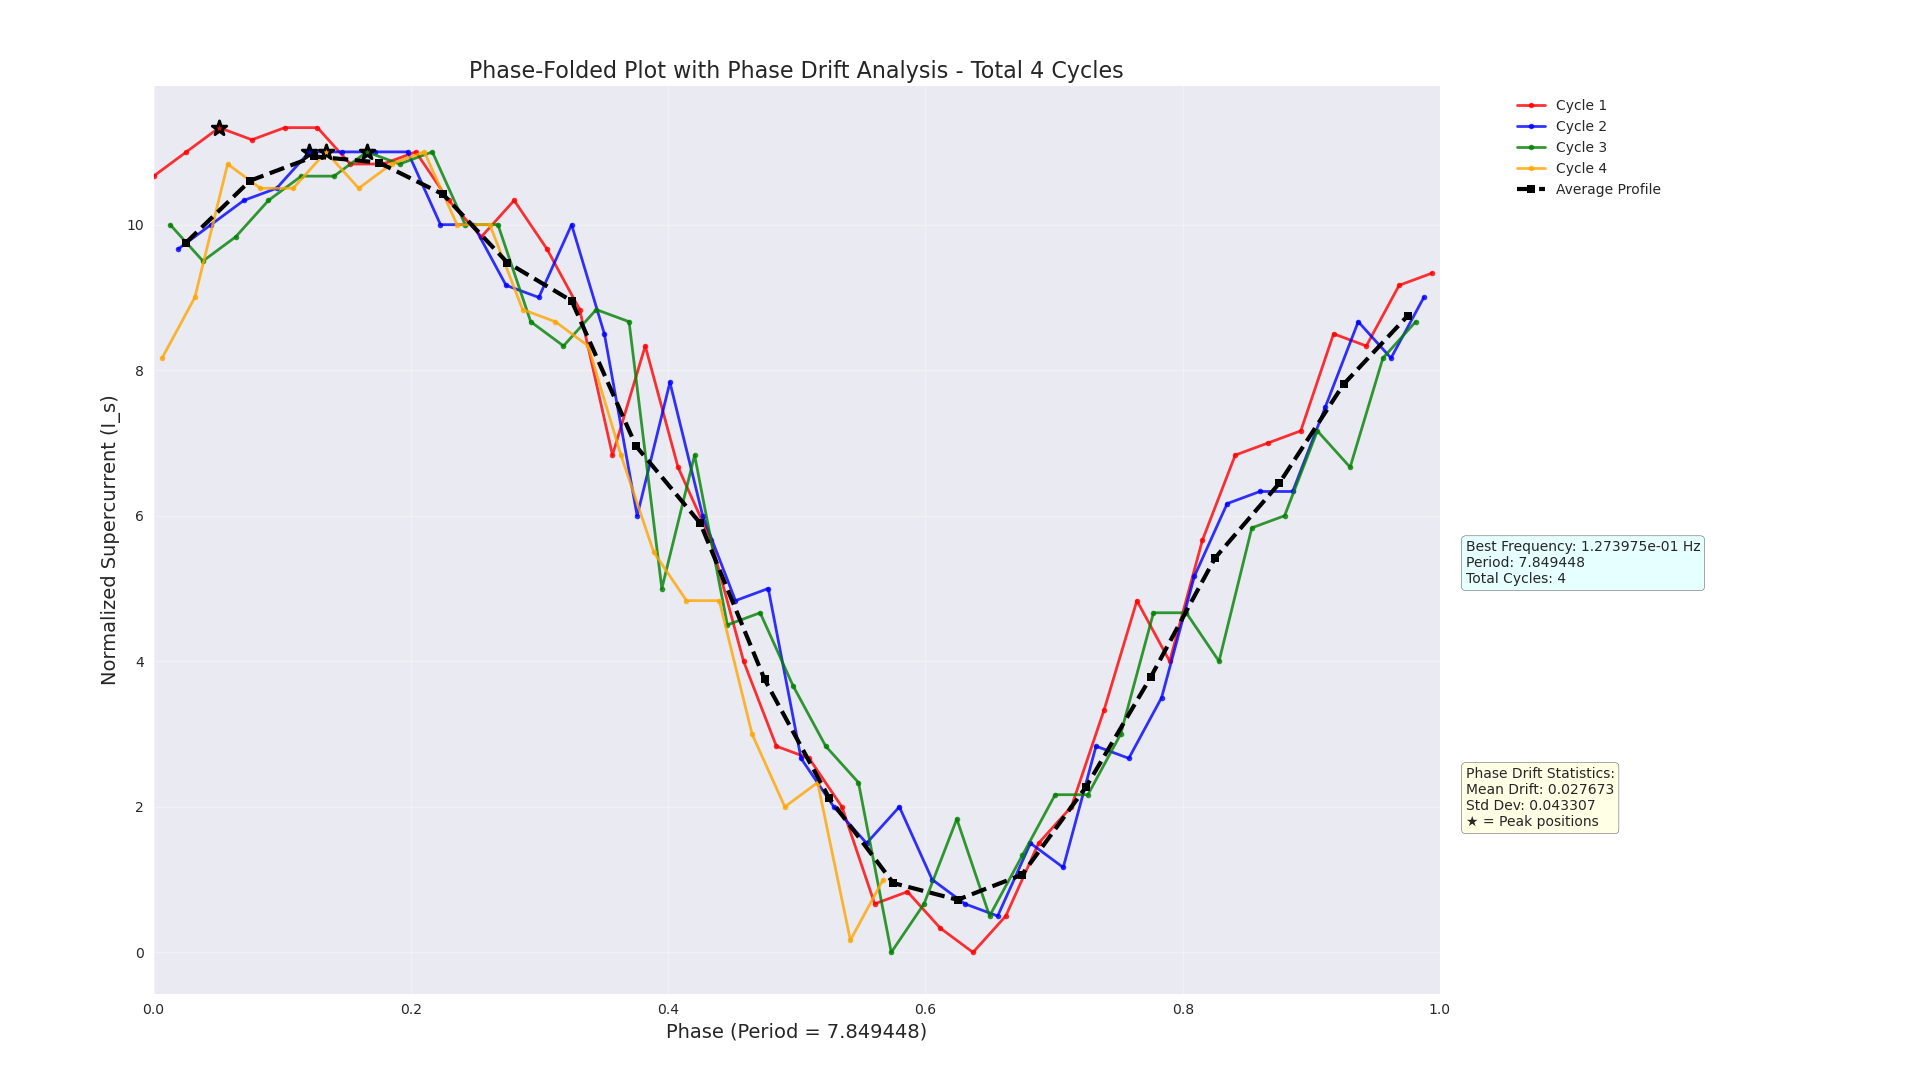 Phase-Folded Plot with Phase Drift Analysis - Total 4 Cycles
Cycle 1
Cycle 2
Cycle 3
Cycle 4
Average Profile
Normalized Supercurrent (I_s)
10
8
6
4
2
0
0.0
0.2
0.4
0.6
0.8
1.0
Phase (Period = 7.849448)
Best Frequency: 1.273975e-01 Hz
Period: 7.849448
Total Cycles: 4
Phase Drift Statistics:
Mean Drift: 0.027673
Std Dev: 0.043307
★ = Peak positions